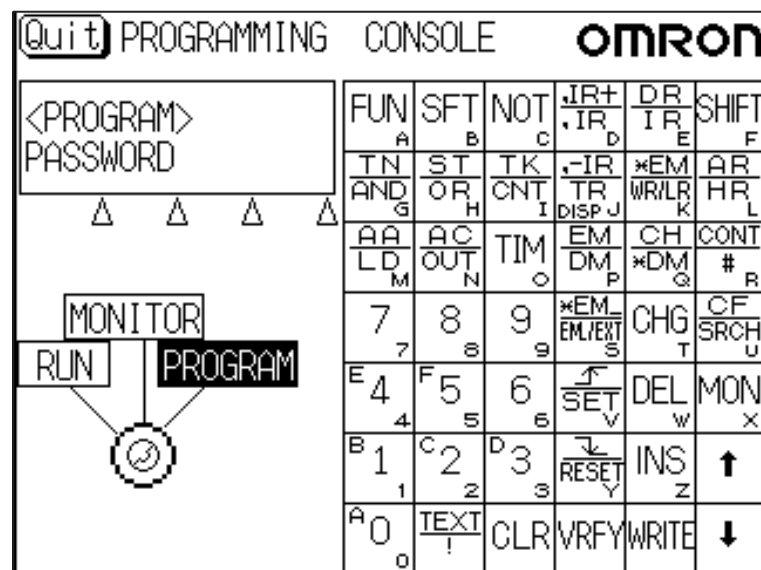 Quit PROGRAMMING CONSOLE OMRON
<PROGRAM>
PASSWORD
MONITOR
RUN PROGRAM
FUN A SFT B NOT C ,IR+ ,IR D DR IR E SHIFT F
TN AND G ST OR H TK CNT I ,-IR TR DISP J *EM WR/LR K AR HR L
AA LD M AC OUT N TIM O EM DM P CH *DM Q CONT # R
7 7 8 8 9 9 *EM_ EM_/EXT S CHG T CF SRCH U
E 4 4 F 5 5 6 6 SET V DEL W MON X
B 1 1 C 2 2 D 3 3 RESET Y INS Z ↑
A 0 0 TEXT ! CLR VRFY WRITE ↓